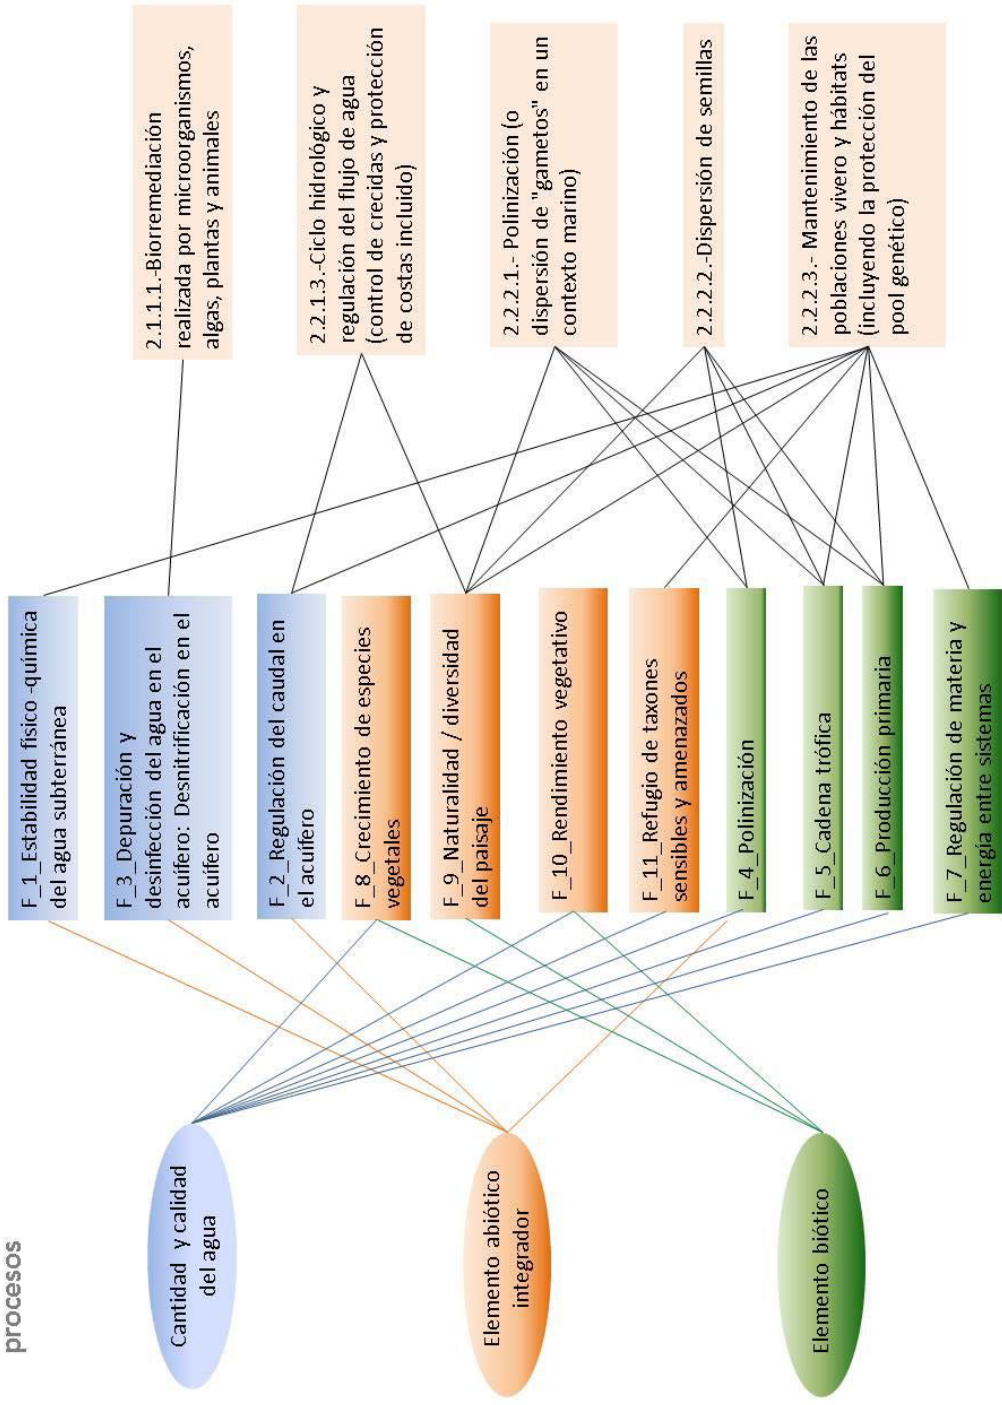 procesos
Cantidad y calidad
del agua
Elemento abiótico
integrador
Elemento biótico
F_1_Estabilidad físico -química
del agua subterránea
F_3_Depuración y
desinfección del agua en el
acuífero: Desnitrificación en el
acuífero
F_2_Regulación del caudal en
el acuífero
F_8_Crecimiento de especies
vegetales
F_9_Naturalidad / diversidad
del paisaje
F_10_Rendimiento vegetativo
F_11_Refugio de taxones
sensibles y amenazados
F_4_Polinización
F_5_Cadena trófica
F_6_Producción primaria
F_7_Regulación de materia y
energía entre sistemas
2.1.1.1.-Biorremediación
realizada por microorganismos,
algas, plantas y animales
2.2.1.3.-Ciclo hidrológico y
regulación del flujo de agua
(control de crecidas y protección
de costas incluido)
2.2.2.1.- Polinización (o
dispersión de "gametos" en un
contexto marino)
2.2.2.2.-Dispersión de semillas
2.2.2.3.- Mantenimiento de las
poblaciones vivero y hábitats
(incluyendo la protección del
pool genético)